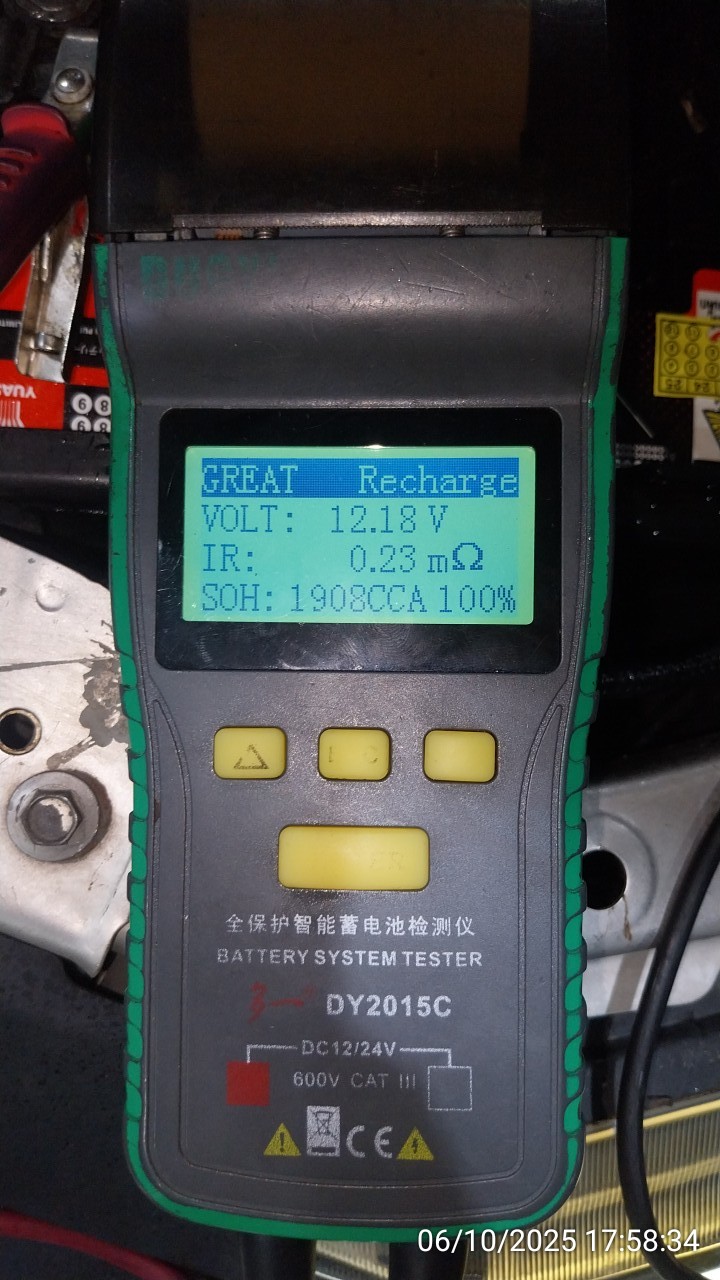 GREAT Recharge
VOLT: 12.18 V
IR: 0.23 mΩ
SOH: 1908CCA 100%
全保护智能蓄电池检测仪
BATTERY SYSTEM TESTER
DY2015C
DC12/24V
600V CAT III
CE
06/10/2025 17:58:34